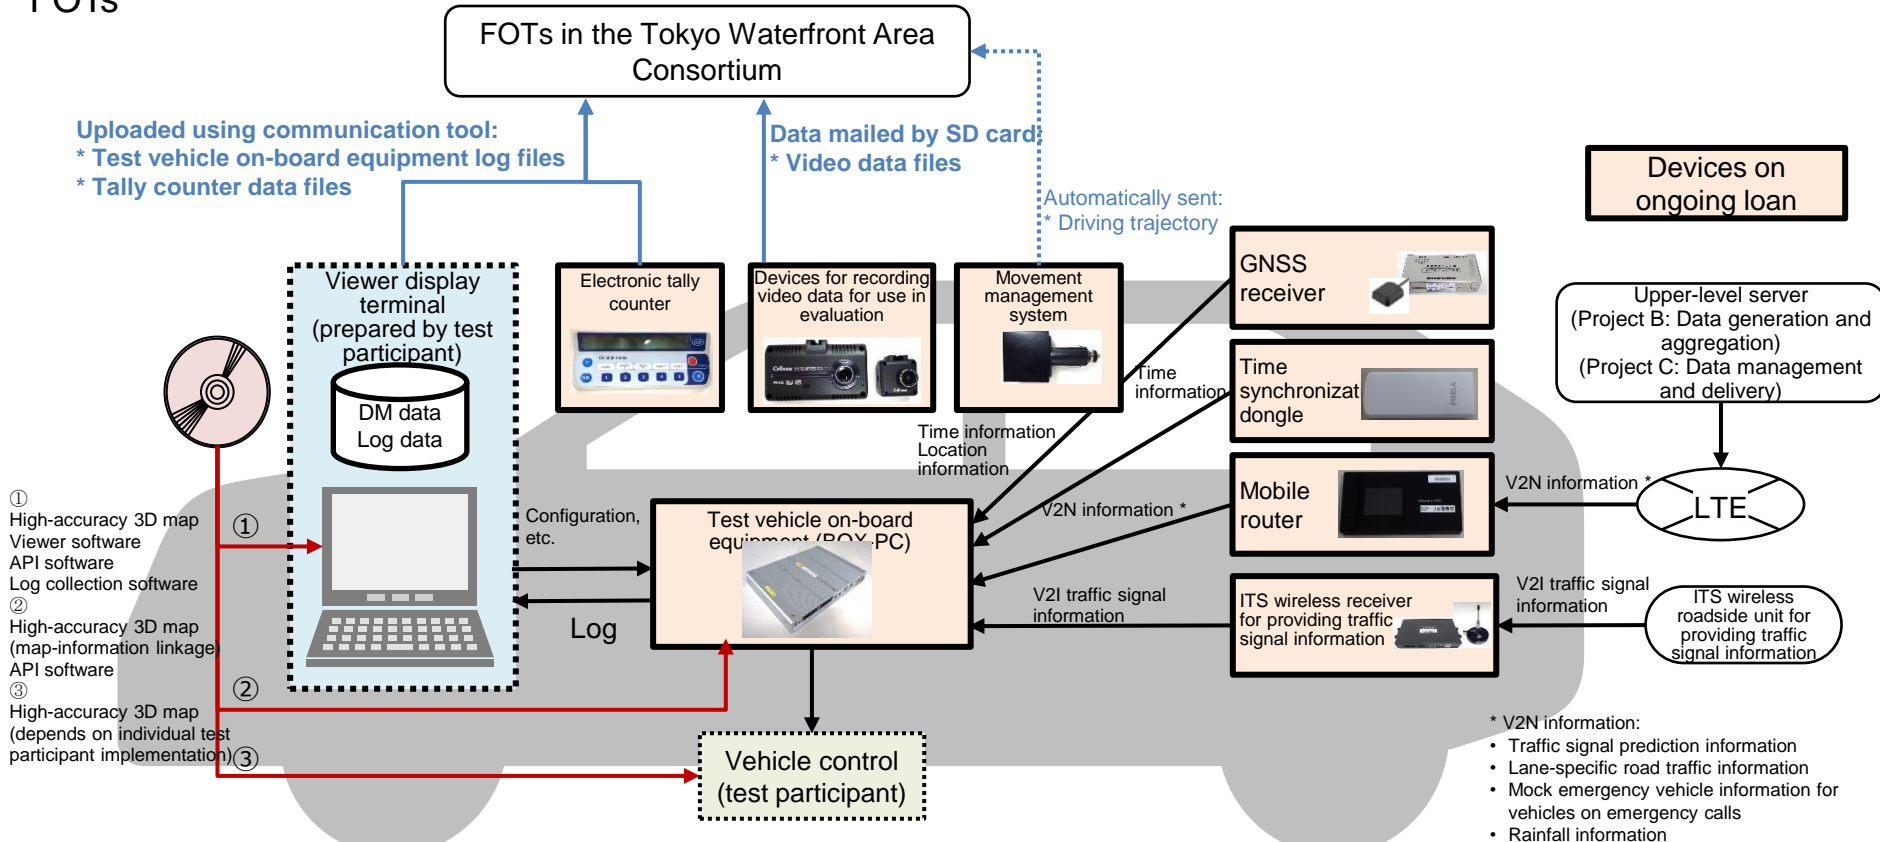 FOTs
FOTs in the Tokyo Waterfront Area
Consortium
Uploaded using communication tool:
* Test vehicle on-board equipment log files
* Tally counter data files
Data mailed by SD card:
* Video data files
Automatically sent:
* Driving trajectory
Devices on
ongoing loan
Viewer display
terminal
(prepared by test
participant)
DM data
Log data
Electronic tally
counter
Devices for recording
video data for use in
evaluation
Movement
management
system
GNSS
receiver
Time
synchronizat
dongle
PIXELA
Mobile
router
ITS wireless receiver
for providing traffic
signal information
Upper-level server
(Project B: Data generation and
aggregation)
(Project C: Data management
and delivery)
LTE
V2N information *
V2I traffic signal
information
ITS wireless
roadside unit for
providing traffic
signal information
Time
information
Time information
Location
information
V2N information *
V2I traffic signal
information
Configuration,
etc.
Log
Test vehicle on-board
equipment (BOX-PC)
Vehicle control
(test participant)
①
②
③
①
High-accuracy 3D map
Viewer software
API software
Log collection software
②
High-accuracy 3D map
(map-information linkage)
API software
③
High-accuracy 3D map
(depends on individual test
participant implementation)
* V2N information:
• Traffic signal prediction information
• Lane-specific road traffic information
• Mock emergency vehicle information for
vehicles on emergency calls
• Rainfall information